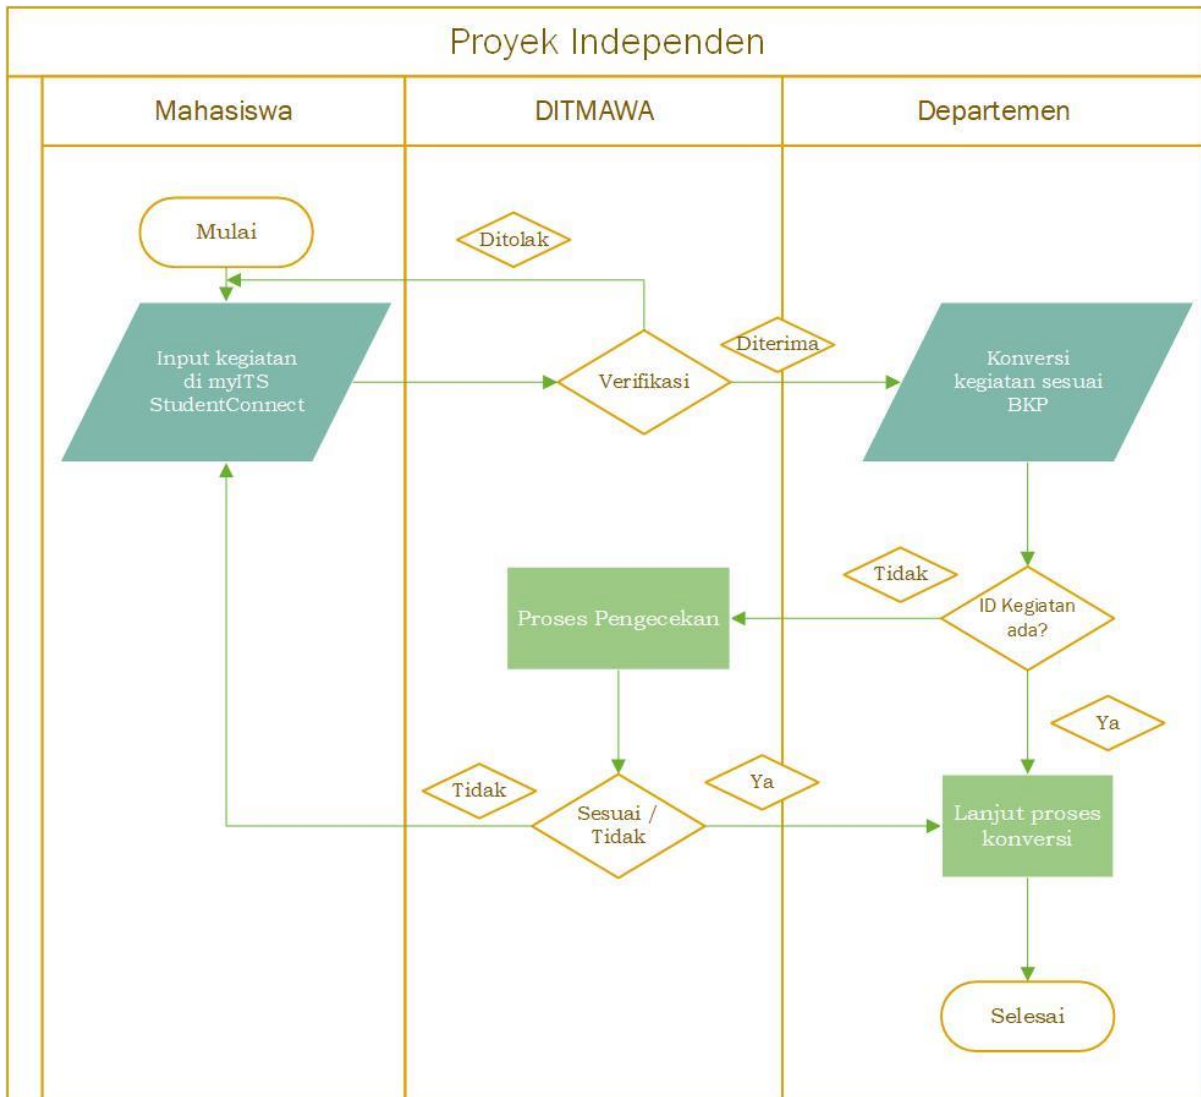 Proyek Independen
Mahasiswa
DITMAWA
Departemen
Mulai
Ditolak
Input kegiatan
di myITS
StudentConnect
Verifikasi
Diterima
Konversi
kegiatan sesuai
BKP
Tidak
ID Kegiatan
ada?
Proses Pengecekan
Ya
Tidak
Sesuai /
Tidak
Ya
Lanjut proses
konversi
Selesai